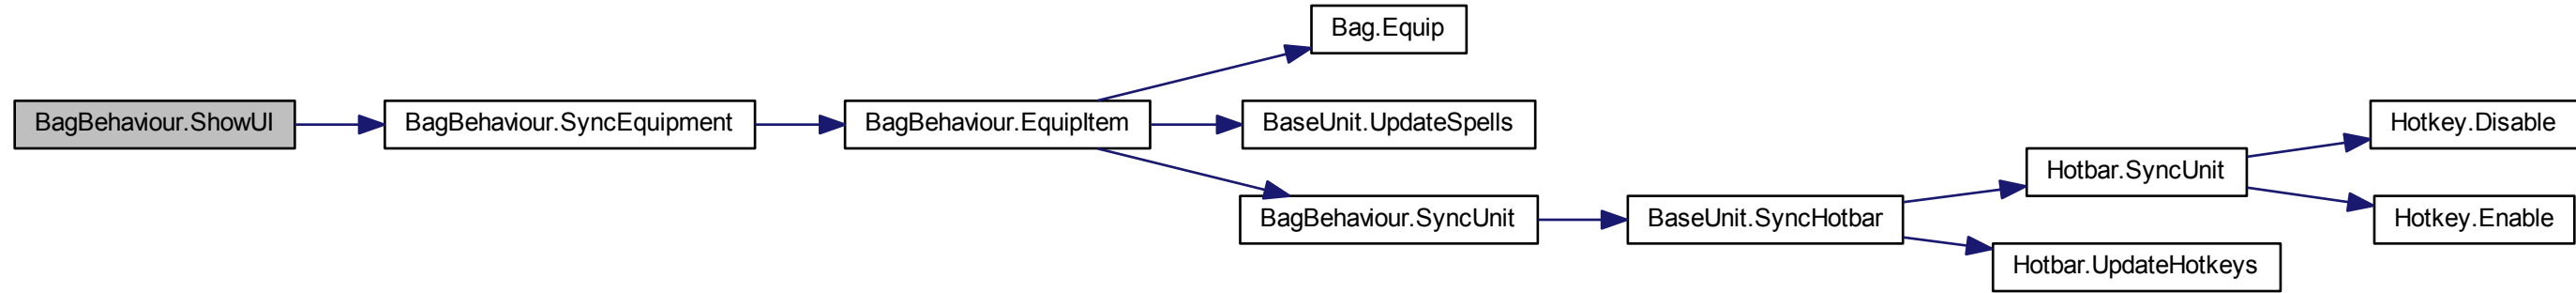 BagBehaviour.ShowUI
BagBehaviour.SyncEquipment
BagBehaviour.EquipItem
Bag.Equip
BaseUnit.UpdateSpells
BagBehaviour.SyncUnit
BaseUnit.SyncHotbar
Hotbar.SyncUnit
Hotkey.Disable
Hotkey.Enable
Hotbar.UpdateHotkeys